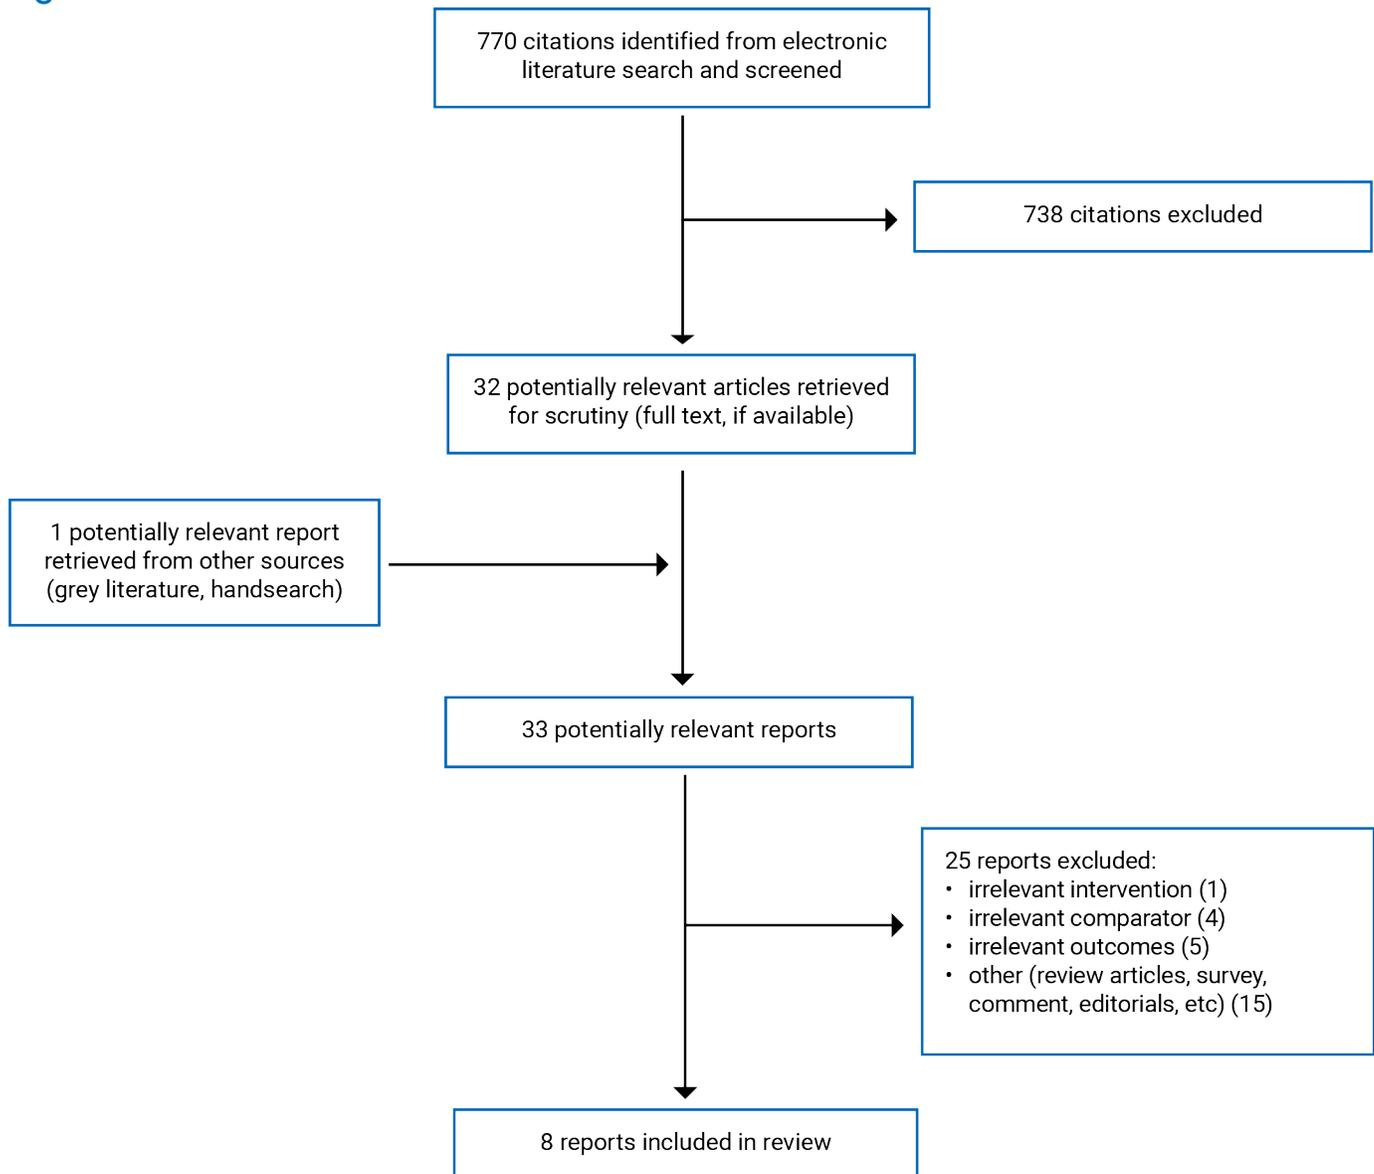 770 citations identified from electronic
literature search and screened
738 citations excluded
32 potentially relevant articles retrieved
for scrutiny (full text, if available)
1 potentially relevant report
retrieved from other sources
(grey literature, handsearch)
33 potentially relevant reports
25 reports excluded:
• irrelevant intervention (1)
• irrelevant comparator (4)
• irrelevant outcomes (5)
• other (review articles, survey,
comment, editorials, etc) (15)
8 reports included in review